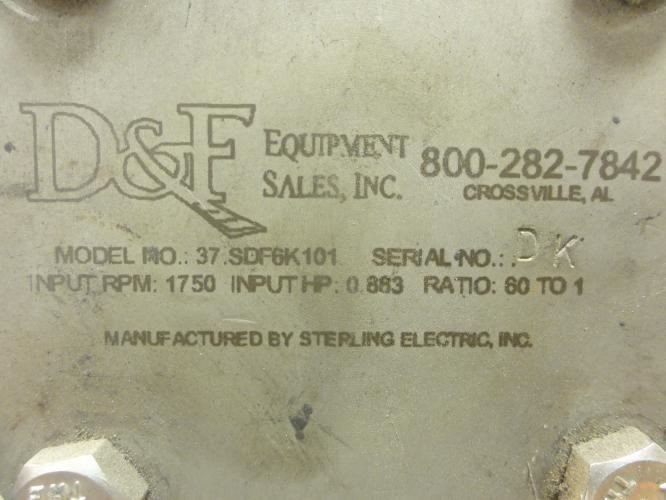 D&F EQUIPMENT SALES, INC.
800-282-7842
CROSSVILLE, AL
MODEL NO.: 37.SDF6K101 SERIAL NO.: DK
INPUT RPM: 1750 INPUT HP: 0.883 RATIO: 60 TO 1
MANUFACTURED BY STERLING ELECTRIC, INC.